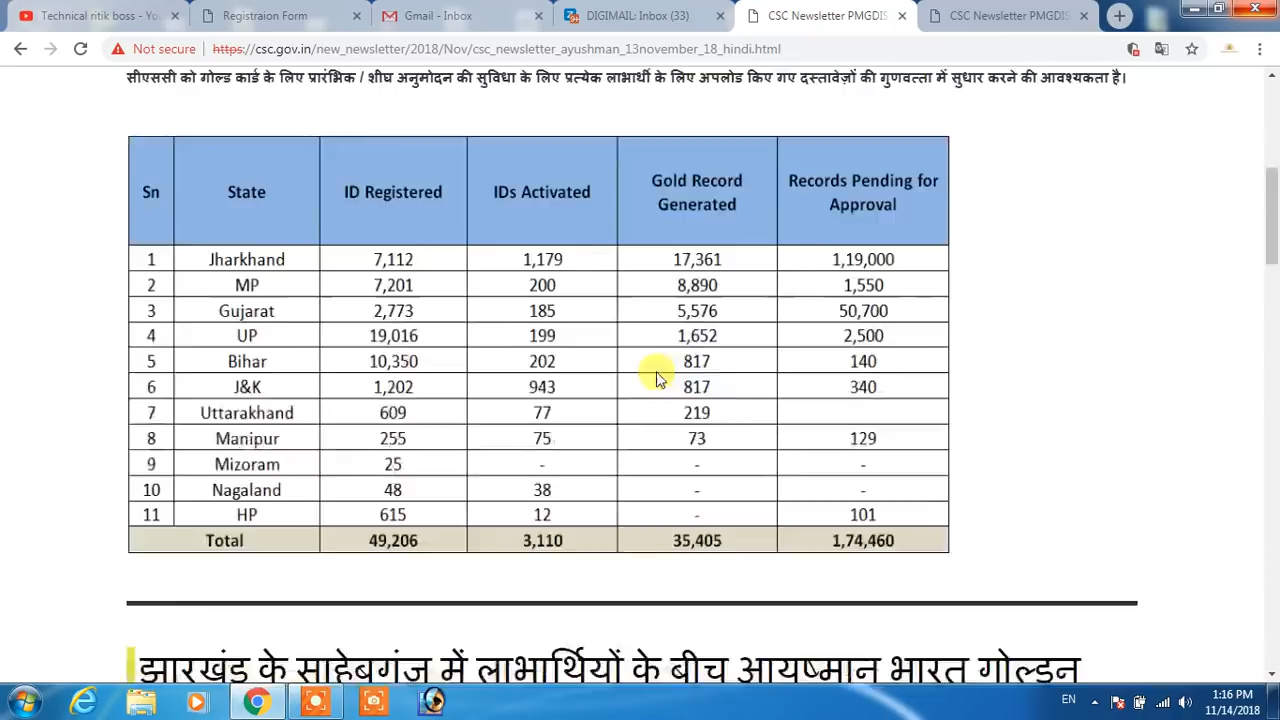 Technical ritik boss - You
Registraion Form
Gmail - Inbox
DIGIMAIL: Inbox (33)
CSC Newsletter PMGDIS
CSC Newsletter PMGDIS
Not secure
https://csc.gov.in/new_newsletter/2018/Nov/csc_newsletter_ayushman_13november_18_hindi.html
सीएससी को गोल्ड कार्ड के लिए प्रारंभिक / शीघ्र अनुमोदन की सुविधा के लिए प्रत्येक लाभार्थी के लिए अपलोड किए गए दस्तावेज़ों की गुणवत्ता में सुधार करने की आवश्यकता है।
Sn State ID Registered IDs Activated Gold Record Generated Records Pending for Approval
1 Jharkhand 7,112 1,179 17,361 1,19,000
2 MP 7,201 200 8,890 1,550
3 Gujarat 2,773 185 5,576 50,700
4 UP 19,016 199 1,652 2,500
5 Bihar 10,350 202 817 140
6 J&K 1,202 943 817 340
7 Uttarakhand 609 77 219
8 Manipur 255 75 73 129
9 Mizoram 25 - - -
10 Nagaland 48 38 - -
11 HP 615 12 - 101
Total 49,206 3,110 35,405 1,74,460
झारखंड के साहेबगंज में लाभार्थियों के बीच आयुष्मान भारत गोल्डन
EN
1:16 PM
11/14/2018